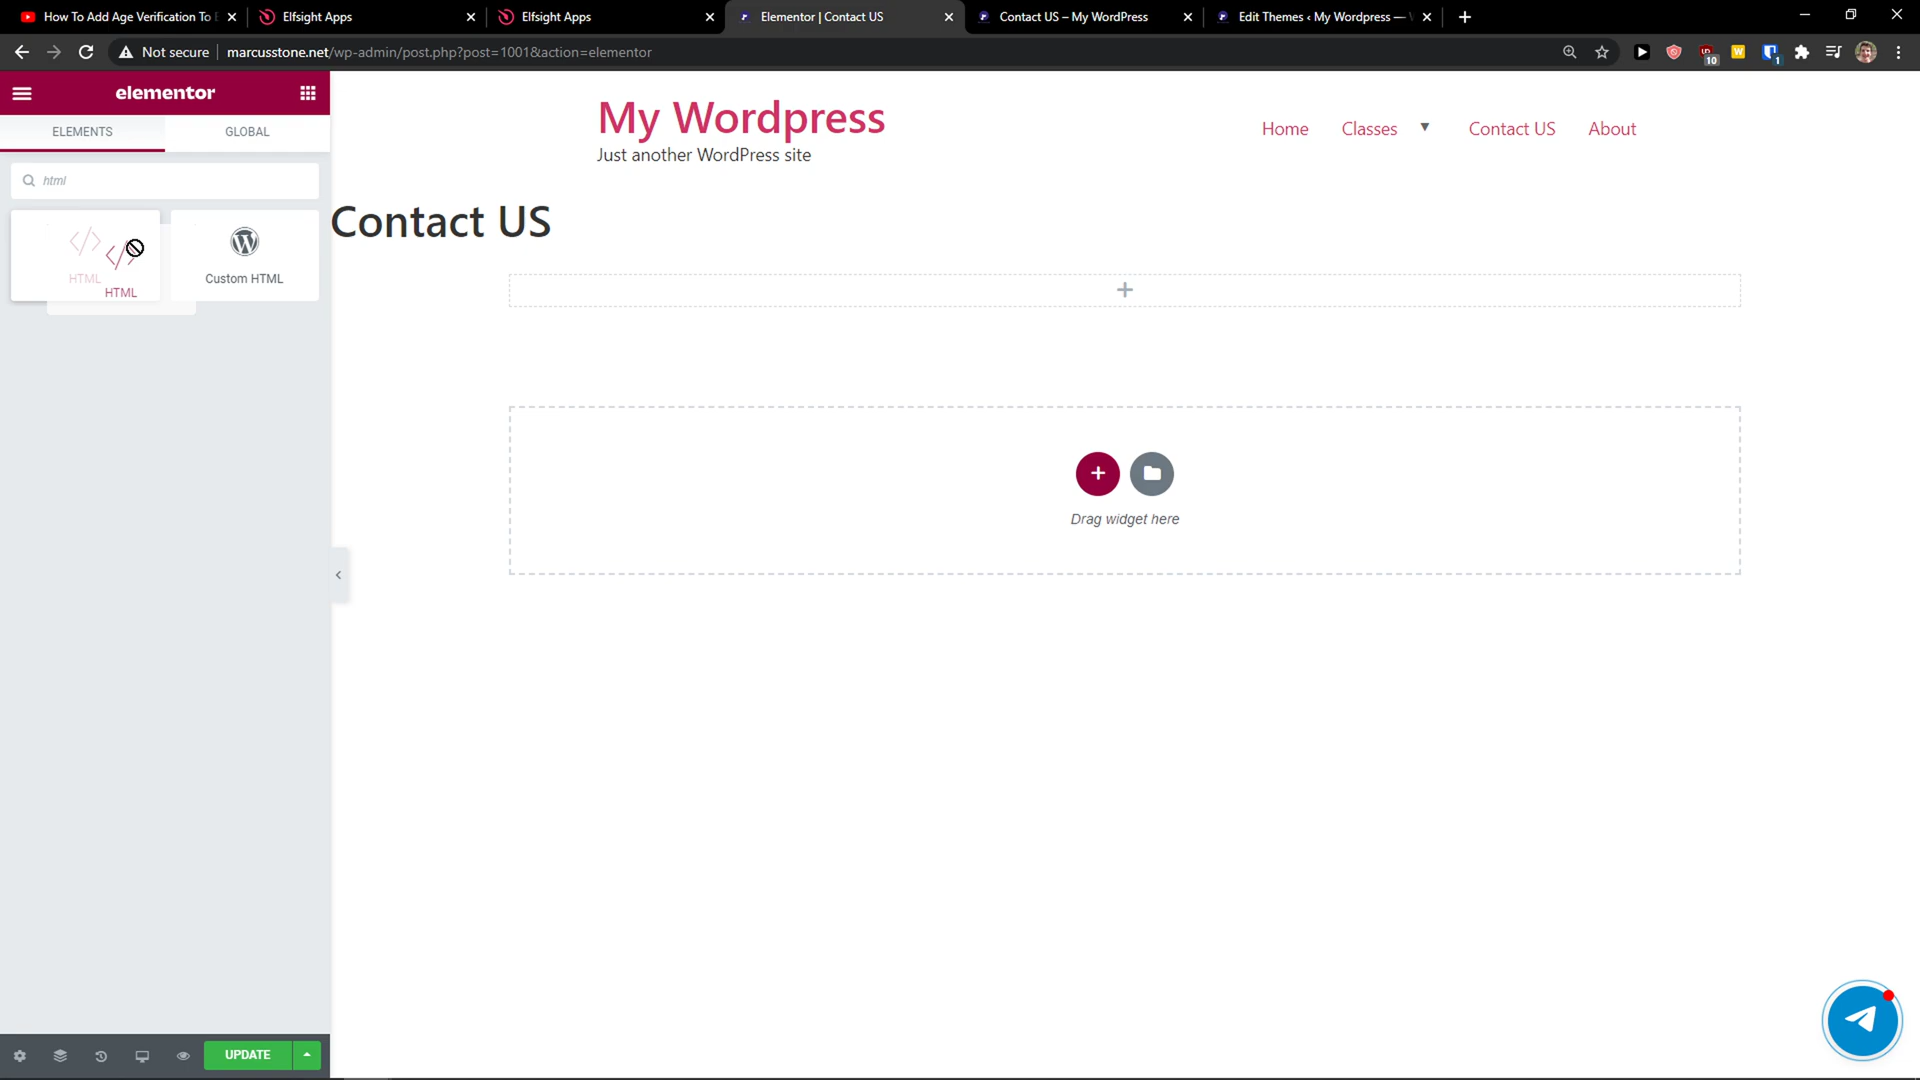 How To Add Age Verification To
Elfsight Apps
Elfsight Apps
Elementor | Contact US
Contact US – My WordPress
Edit Themes ‹ My Wordpress —
Not secure
marcusstone.net/wp-admin/post.php?post=1001&action=elementor
10
W
1
elementor
ELEMENTS
GLOBAL
html
HTML
HTML
Custom HTML
My Wordpress
Just another WordPress site
Home
Classes
Contact US
About
Contact US
Drag widget here
UPDATE